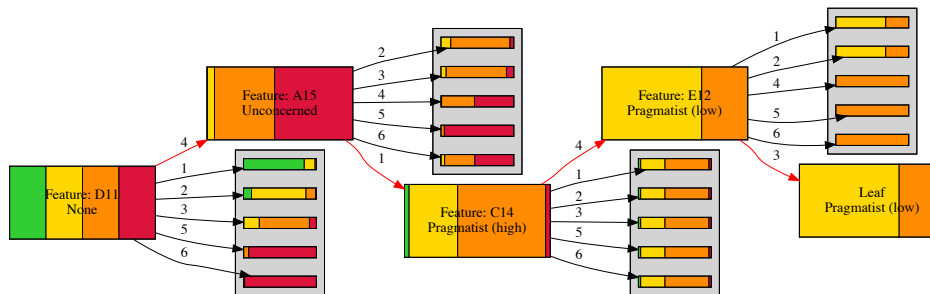 Feature: D11
None
4
1
2
3
5
6
Feature: A15
Unconcerned
2
3
4
5
6
1
Feature: C14
Pragmatist (high)
4
1
2
3
5
6
Feature: E12
Pragmatist (low)
1
2
4
5
6
3
Leaf
Pragmatist (low)